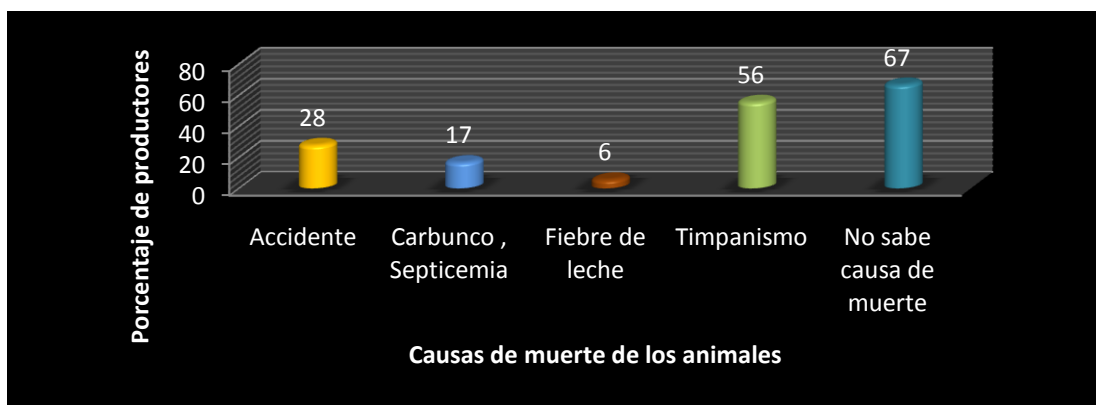 Porcentaje de productores
80
60
40
20
0
28
17
6
56
67
Accidente
Carbunco ,
Septicemia
Fiebre de
leche
Timpanismo
No sabe
causa de
muerte
Causas de muerte de los animales